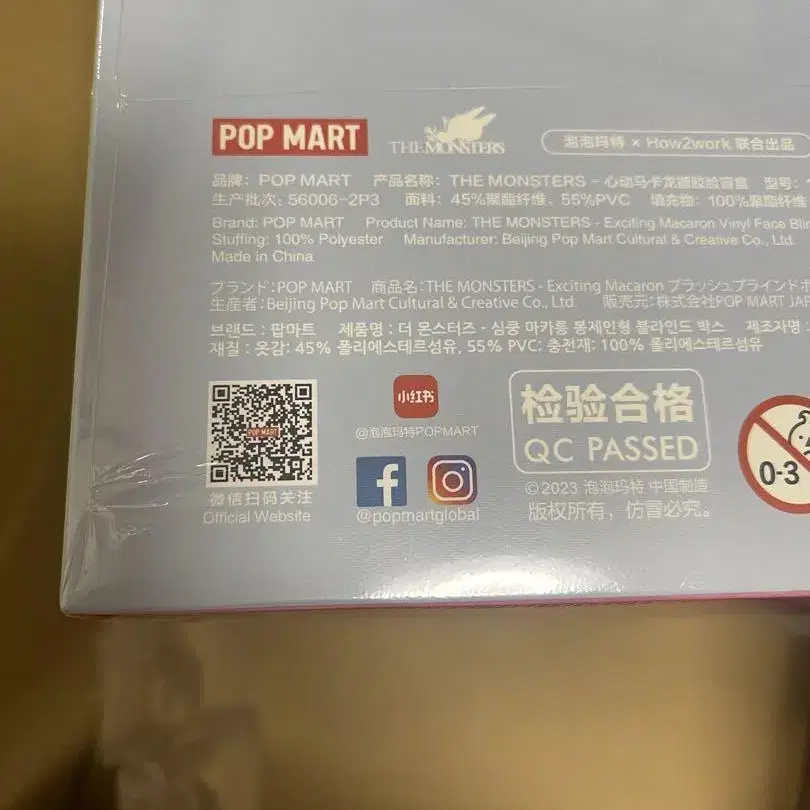 POP MART
THE MONSTERS
泡泡玛特 × How2work 联合出品
品牌: POP MART 产品名称: THE MONSTERS - 心动马卡龙搪胶脸盲盒 型号:
生产批次: 56006-2P3 面料: 45%聚酯纤维、55%PVC 填充物: 100%聚酯纤维
Brand: POP MART Product Name: THE MONSTERS - Exciting Macaron Vinyl Face
Stuffing: 100% Polyester Manufacturer: Beijing Pop Mart Cultural & Creative Co., Ltd.
Made in China
ブランド:POP MART 商品名:THE MONSTERS - Exciting Macaron プラッシュブラインドボ
生産者:Beijing Pop Mart Cultural & Creative Co., Ltd. 販売元:株式会社POP MART
브랜드 : 팝마트 제품명 : 더 몬스터즈 - 심쿵 마카롱 봉제인형 블라인드 박스 제조자명 :
재질 : 옷감: 45% 폴리에스테르섬유, 55% PVC; 충전재: 100% 폴리에스테르섬유
POP MART
微信扫码关注
Official Website
小红书
@泡泡玛特POPMART
@popmartglobal
检验合格
QC PASSED
©2023 泡泡玛特 中国制造
版权所有，仿冒必究。
0-3